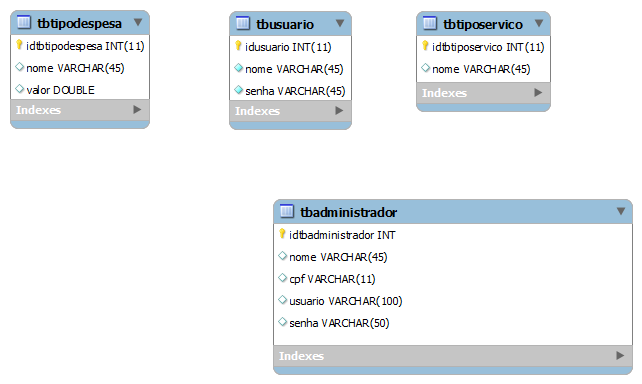 tbtipodespesa
idtbtipodespesa INT(11)
nome VARCHAR(45)
valor DOUBLE
Indexes
tbusuario
idusuario INT(11)
nome VARCHAR(45)
senha VARCHAR(45)
Indexes
tbtiposervico
idtbtiposervico INT(11)
nome VARCHAR(45)
Indexes
tbadministrador
idtbadministrador INT
nome VARCHAR(45)
cpf VARCHAR(11)
usuario VARCHAR(100)
senha VARCHAR(50)
Indexes